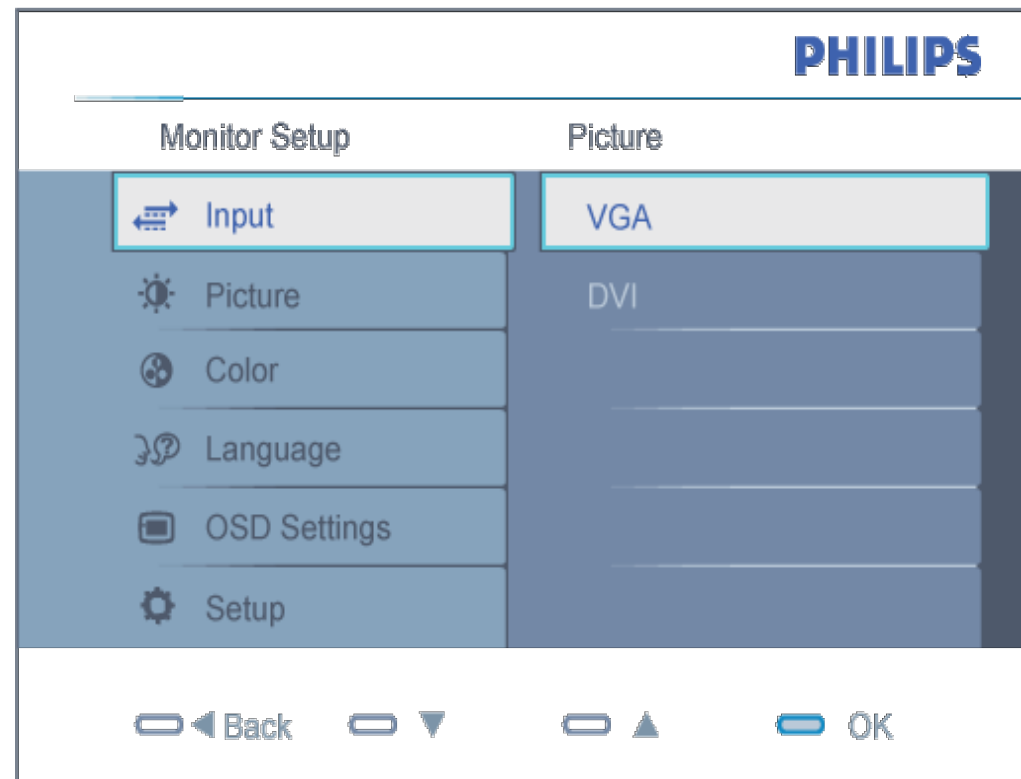 PHILIPS
Monitor Setup
Picture
Input
VGA
Picture
DVI
Color
Language
OSD Settings
Setup
Back
OK